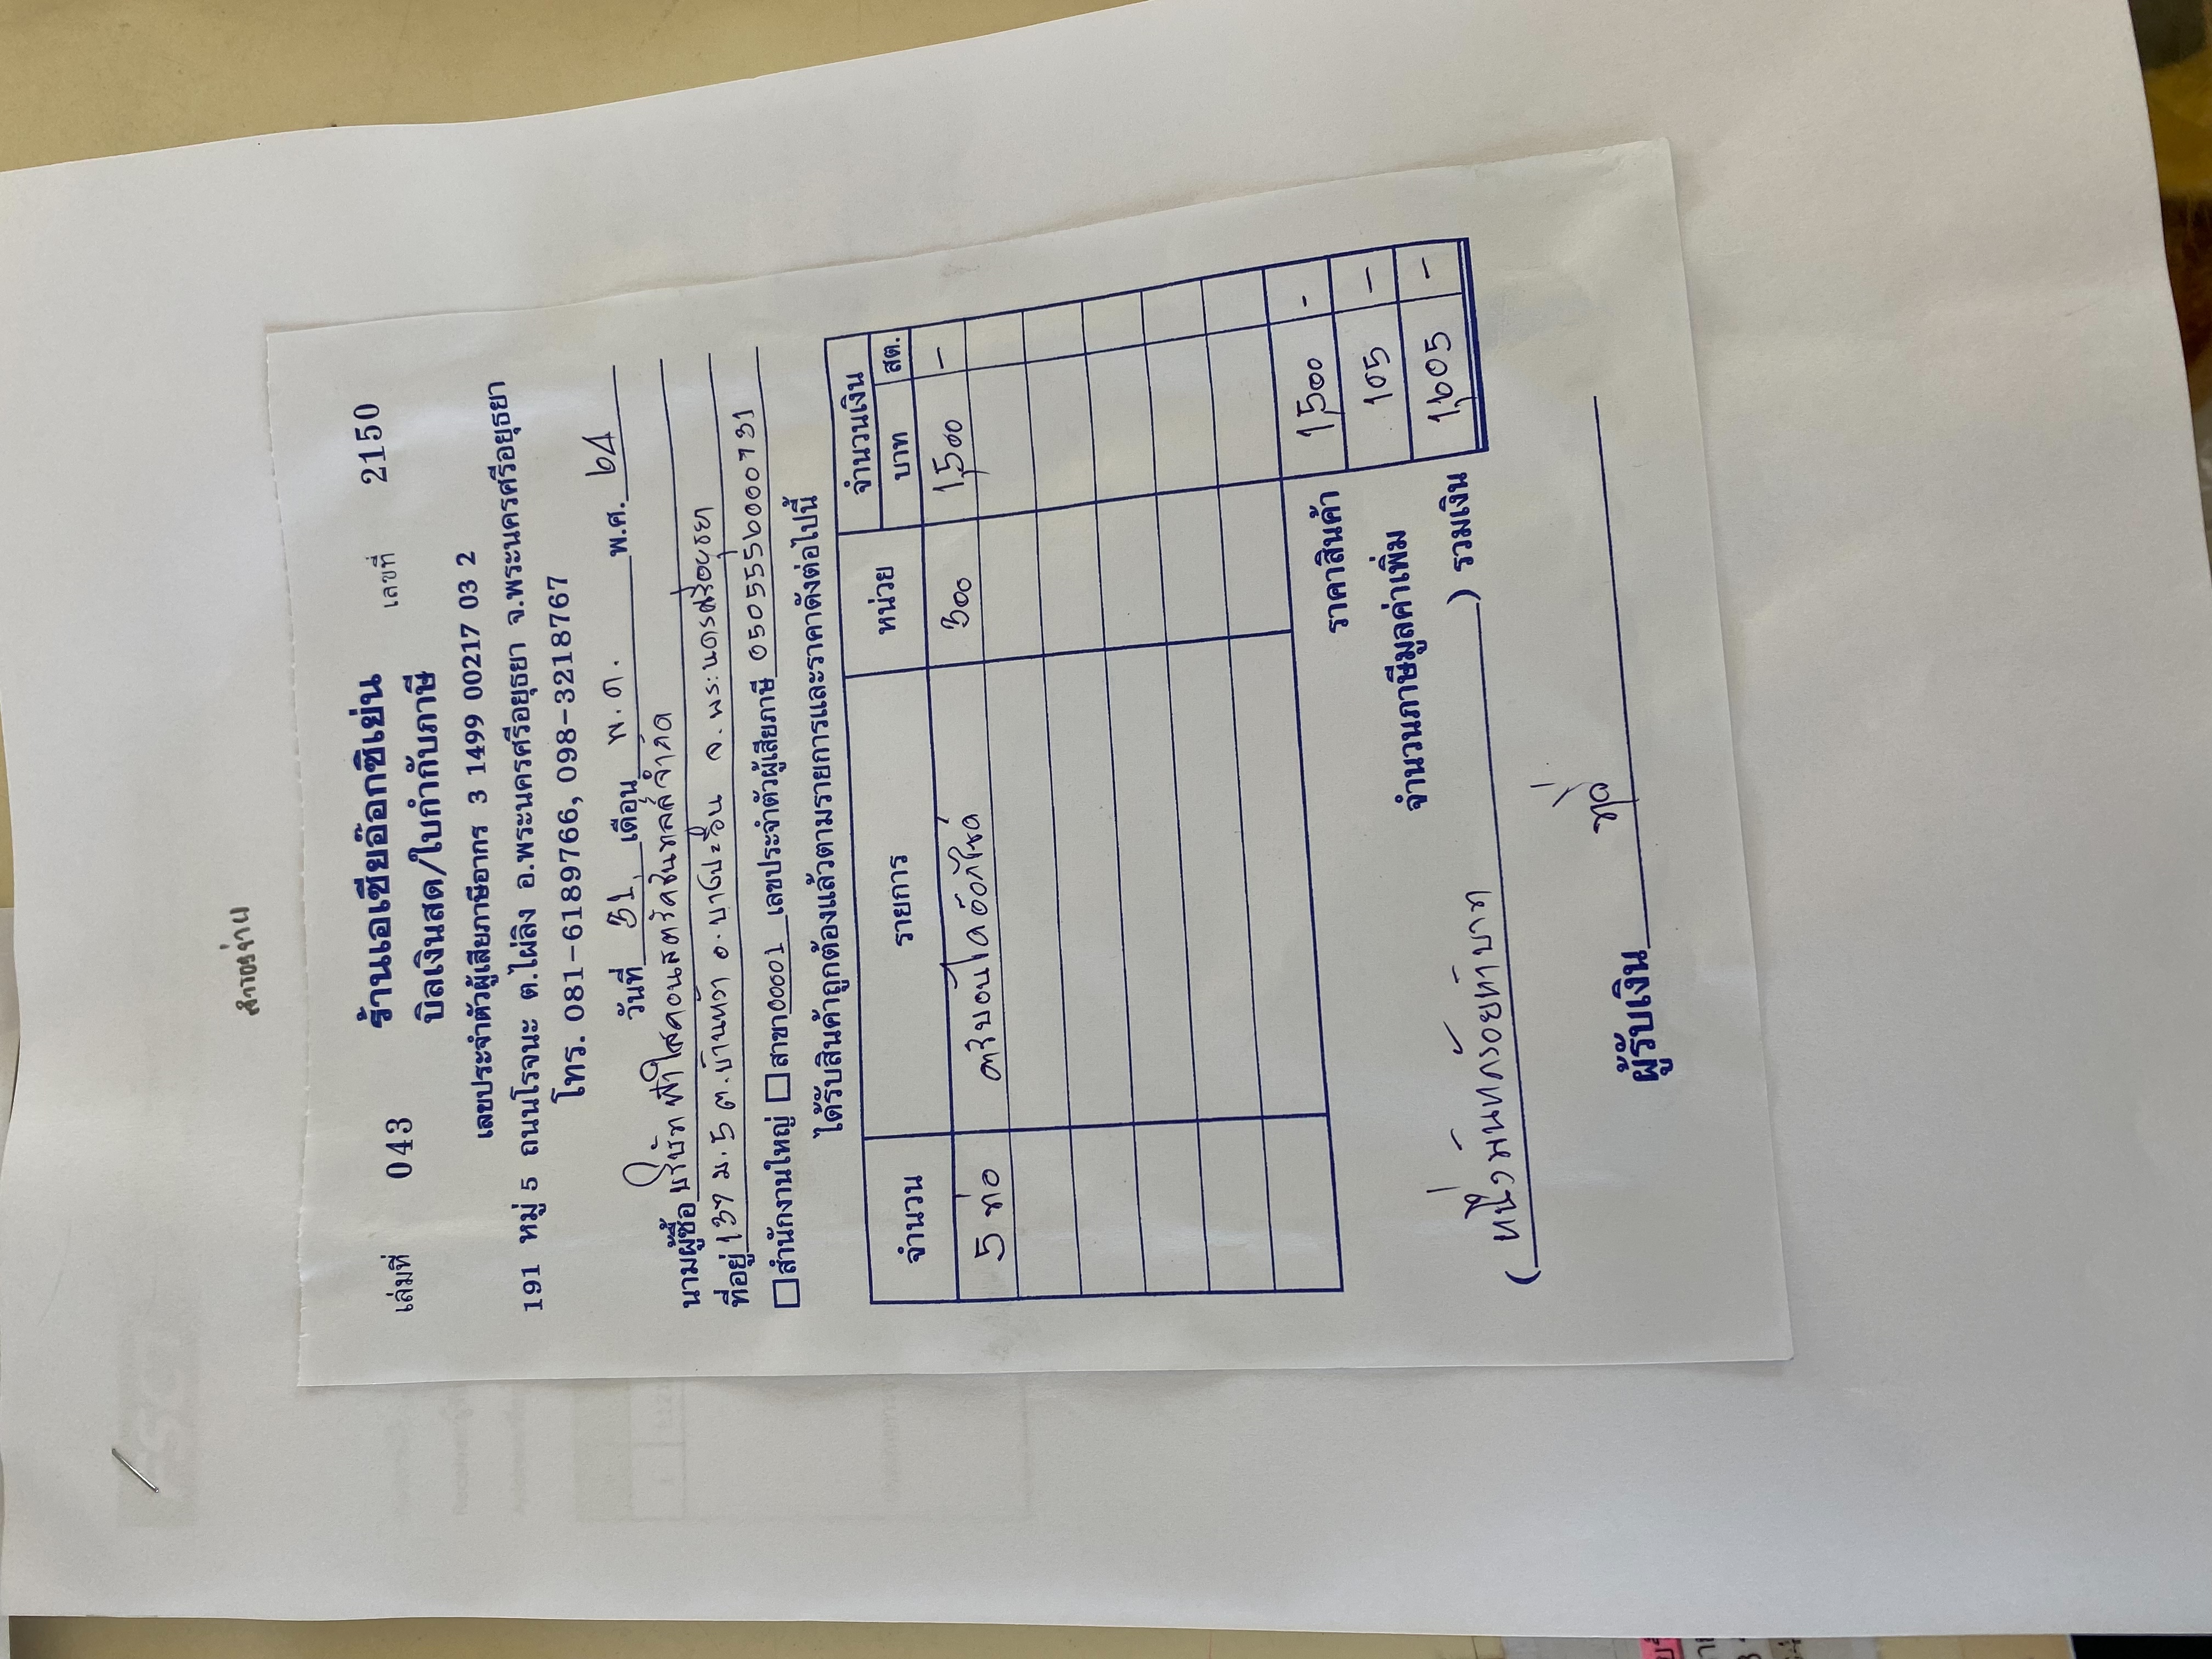 สำรองจ่าย
เล่มที่ 043 ร้านเอเซียอ๊อกซิเย่น เลขที่ 2150
บิลเงินสด/ใบกำกับภาษี
เลขประจำตัวผู้เสียภาษีอากร 3 1499 00217 03 2
191 หมู่ 5 ถนนโรจนะ ต.ไผ่ลิง อ.พระนครศรีอยุธยา จ.พระนครศรีอยุธยา
โทร. 081-6189766, 098-3218767
วันที่ 31 เดือน พ.ค. พ.ศ. 64
นามผู้ซื้อ บริษัท ฟ้าใสคอนสตรัคชั่นทูลส์ จำกัด
ที่อยู่ 137 ม.5 ต.บ้านหว้า อ.บางปะอิน จ.พระนครศรีอยุธยา
สำนักงานใหญ่ สาขา 00001 เลขประจำตัวผู้เสียภาษี 0505556000731
ได้รับสินค้าถูกต้องแล้วตามรายการและราคาดังต่อไปนี้
จำนวน รายการ หน่วย จำนวนเงิน
บาท สต.
5 ท่อ คาร์บอนไดอ๊อกไซด์ 300 1,500 -
ราคาสินค้า 1,500 -
จำนวนภาษีมูลค่าเพิ่ม 105 -
(หนึ่งพันหกร้อยห้าบาท) รวมเงิน 1,605 -
ผู้รับเงิน